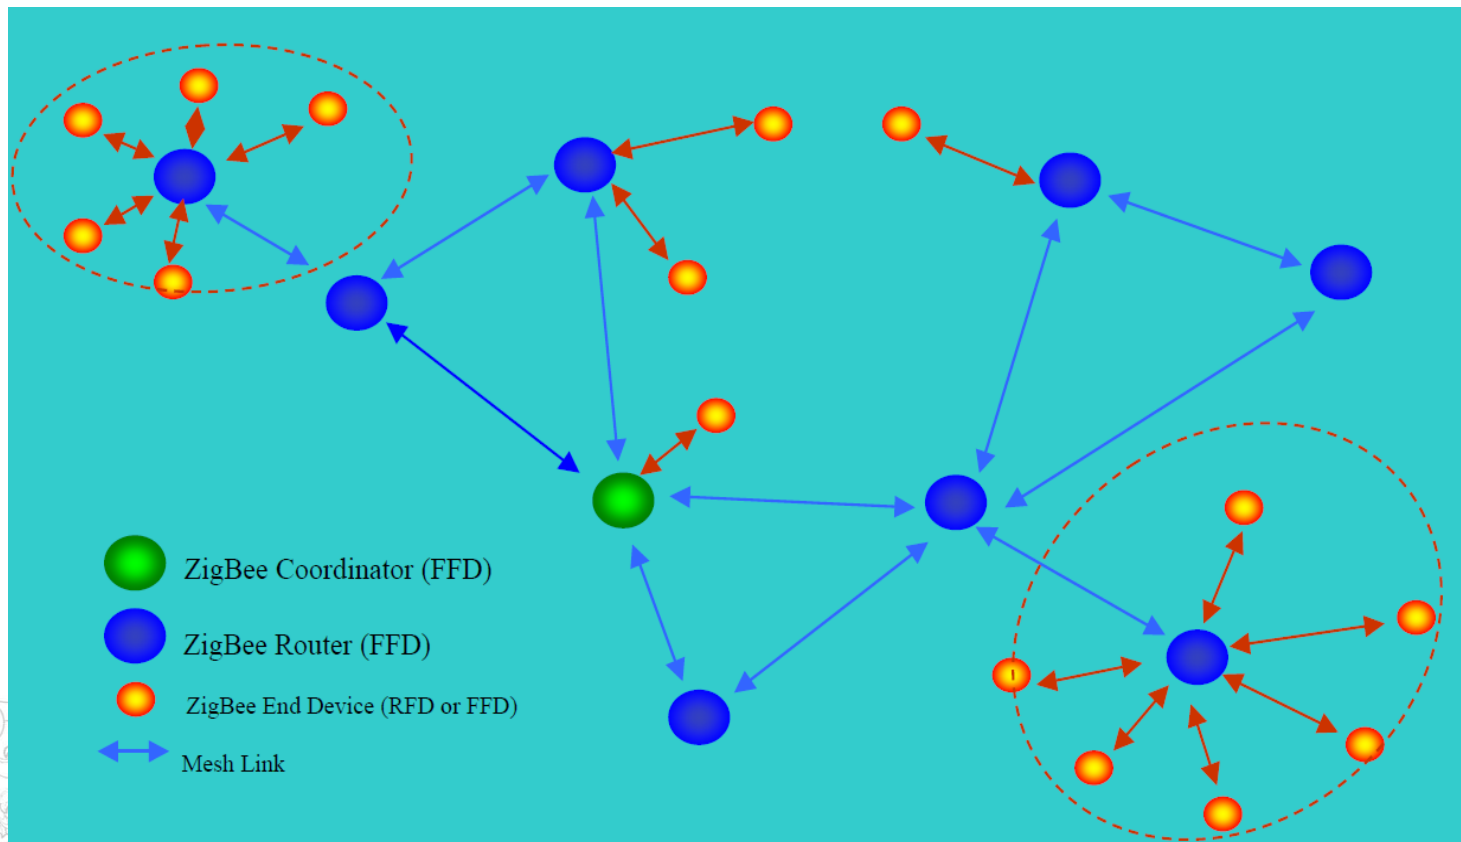 ZigBee Coordinator (FFD)
ZigBee Router (FFD)
ZigBee End Device (RFD or FFD)
Mesh Link